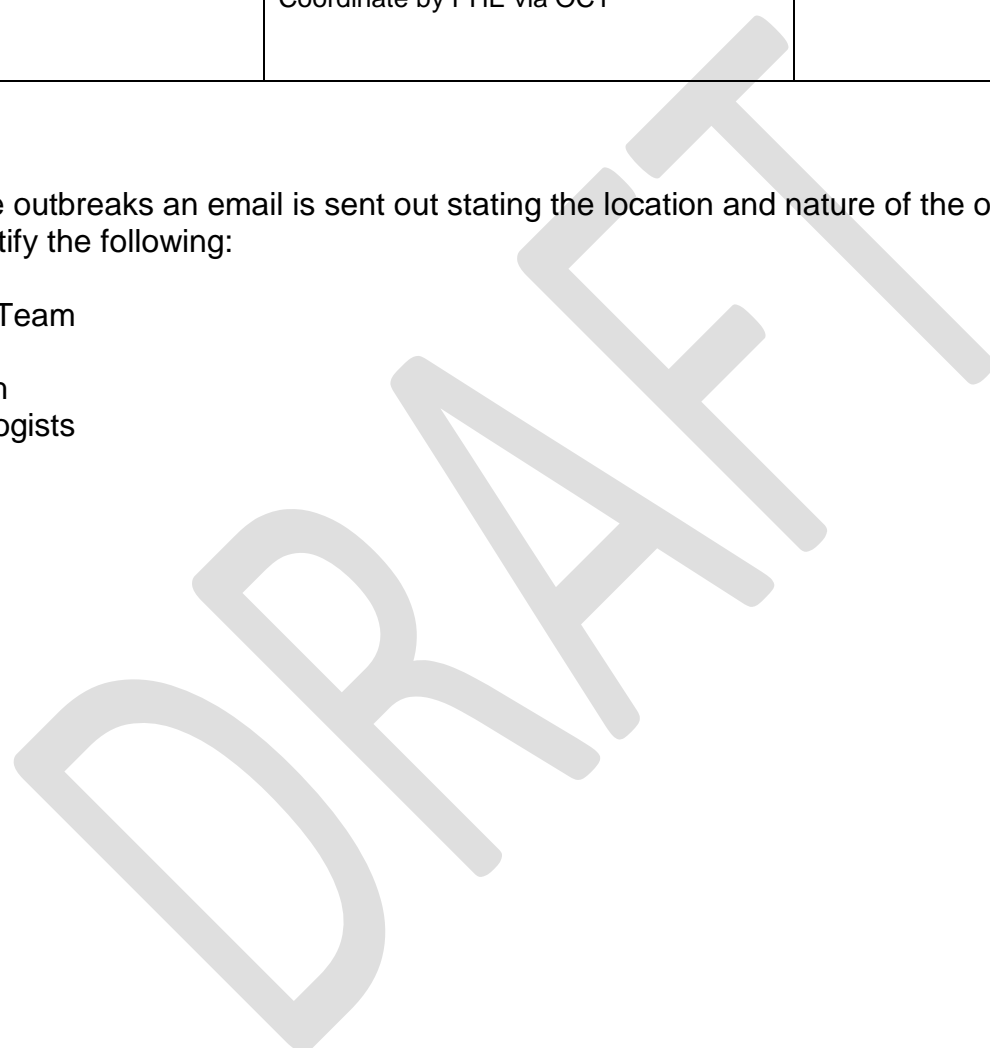 Coordinate by PHE via OCT
e outbreaks an email is sent out stating the location and nature of the o
tify the following:
Team
n
ogists
DRAFT